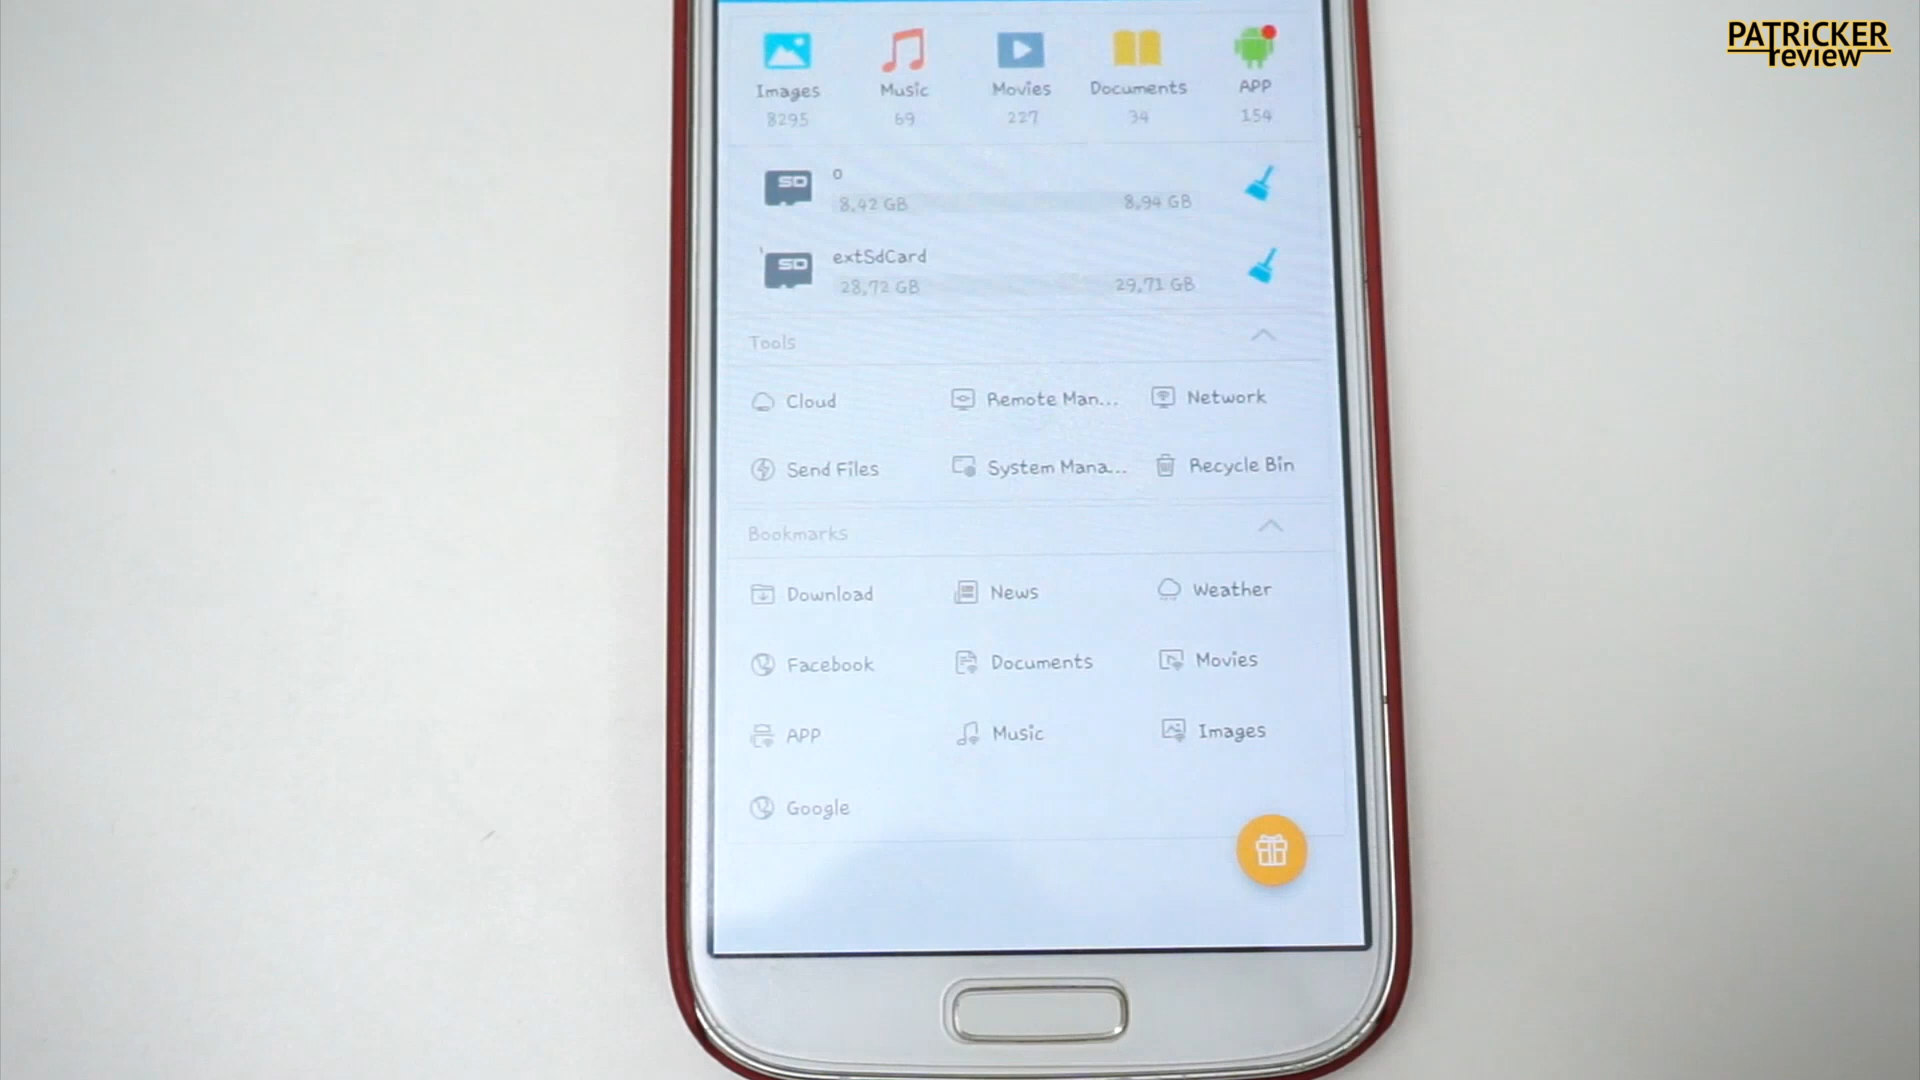 PATRiCKER
review
Images Music Movies Documents APP
8295 69 227 34 154
SD 0
8,42 GB 8,94 GB
SD extSdCard
28,72 GB 29,71 GB
Tools
Cloud Remote Man... Network
Send Files System Mana... Recycle Bin
Bookmarks
Download News Weather
Facebook Documents Movies
APP Music Images
Google